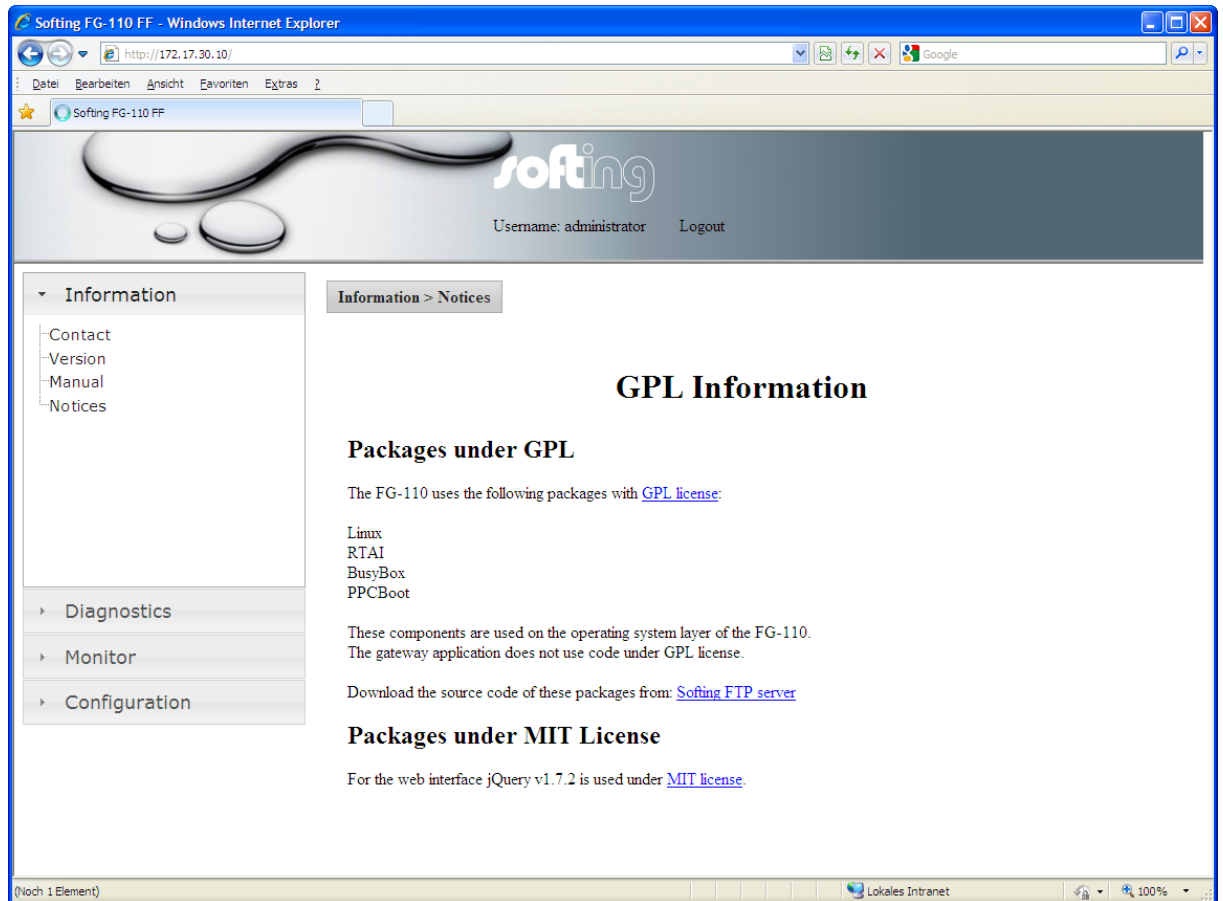 Softing FG-110 FF - Windows Internet Explorer
http://172.17.30.10/
Google
Datei Bearbeiten Ansicht Favoriten Extras ?
Softing FG-110 FF
softing
Username: administrator Logout
Information
Contact
Version
Manual
Notices
Diagnostics
Monitor
Configuration
Information > Notices
GPL Information
Packages under GPL
The FG-110 uses the following packages with GPL license:
Linux
RTAI
BusyBox
PPCBoot
These components are used on the operating system layer of the FG-110.
The gateway application does not use code under GPL license.
Download the source code of these packages from: Softing FTP server
Packages under MIT License
For the web interface jQuery v1.7.2 is used under MIT license.
(Noch 1 Element)
Lokales Intranet
100%